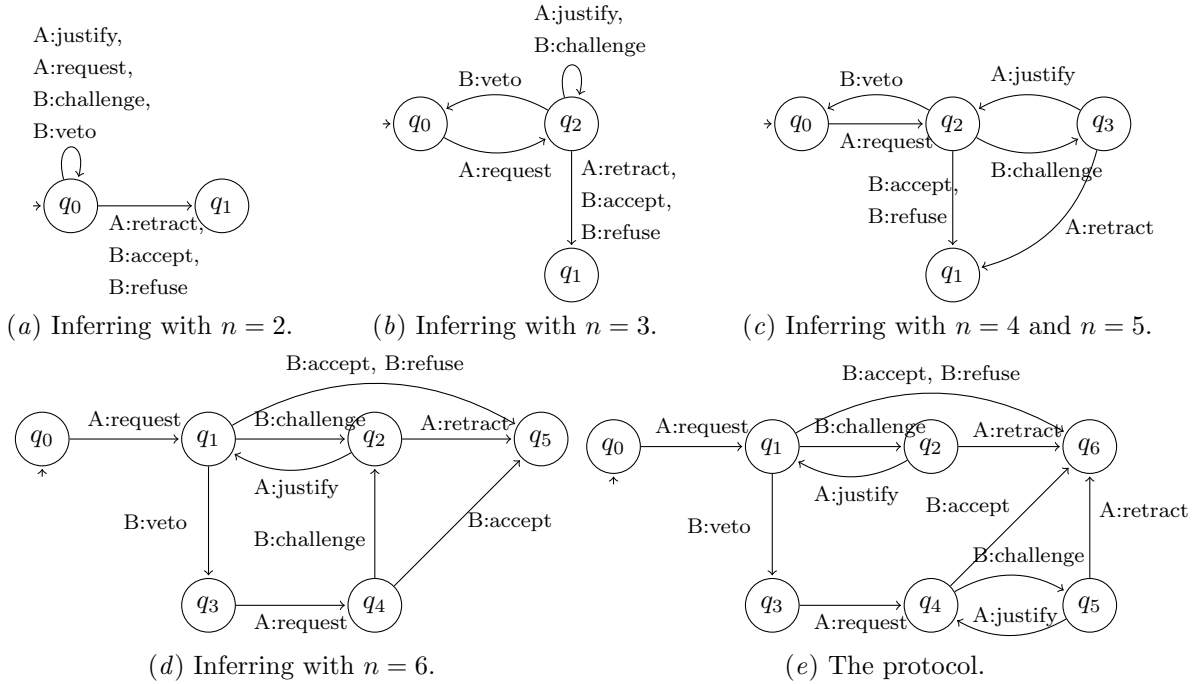 A:justify,
A:request,
B:challenge,
B:veto
q0
q1
A:retract,
B:accept,
B:refuse
(a) Inferring with n = 2.
A:justify,
B:challenge
B:veto
q0
q2
A:request
A:retract,
B:accept,
B:refuse
q1
(b) Inferring with n = 3.
B:veto
A:justify
q0
q2
q3
A:request
B:challenge
B:accept,
B:refuse
A:retract
q1
(c) Inferring with n = 4 and n = 5.
B:accept, B:refuse
A:request
B:challenge
A:retract
q0
q1
q2
q5
A:justify
B:veto
B:challenge
B:accept
q3
q4
A:request
(d) Inferring with n = 6.
B:accept, B:refuse
A:request
B:challenge
A:retract
q0
q1
q2
q6
A:justify
B:veto
B:accept
A:retract
B:challenge
q3
q4
q5
A:request
A:justify
(e) The protocol.